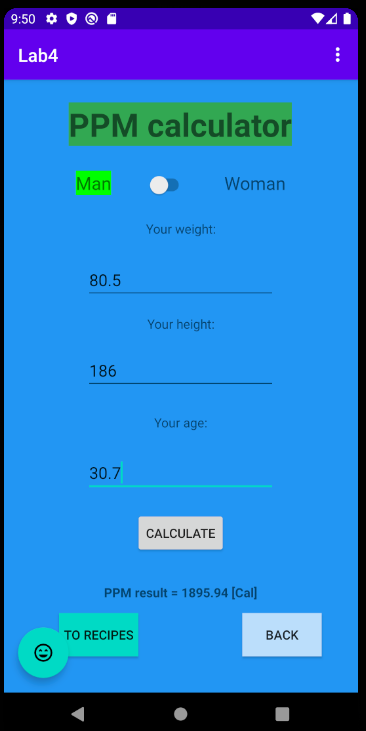 9:50
Lab4
PPM calculator
Man Woman
Your weight:
80.5
Your height:
186
Your age:
30.7
CALCULATE
PPM result = 1895.94 [Cal]
TO RECIPES BACK